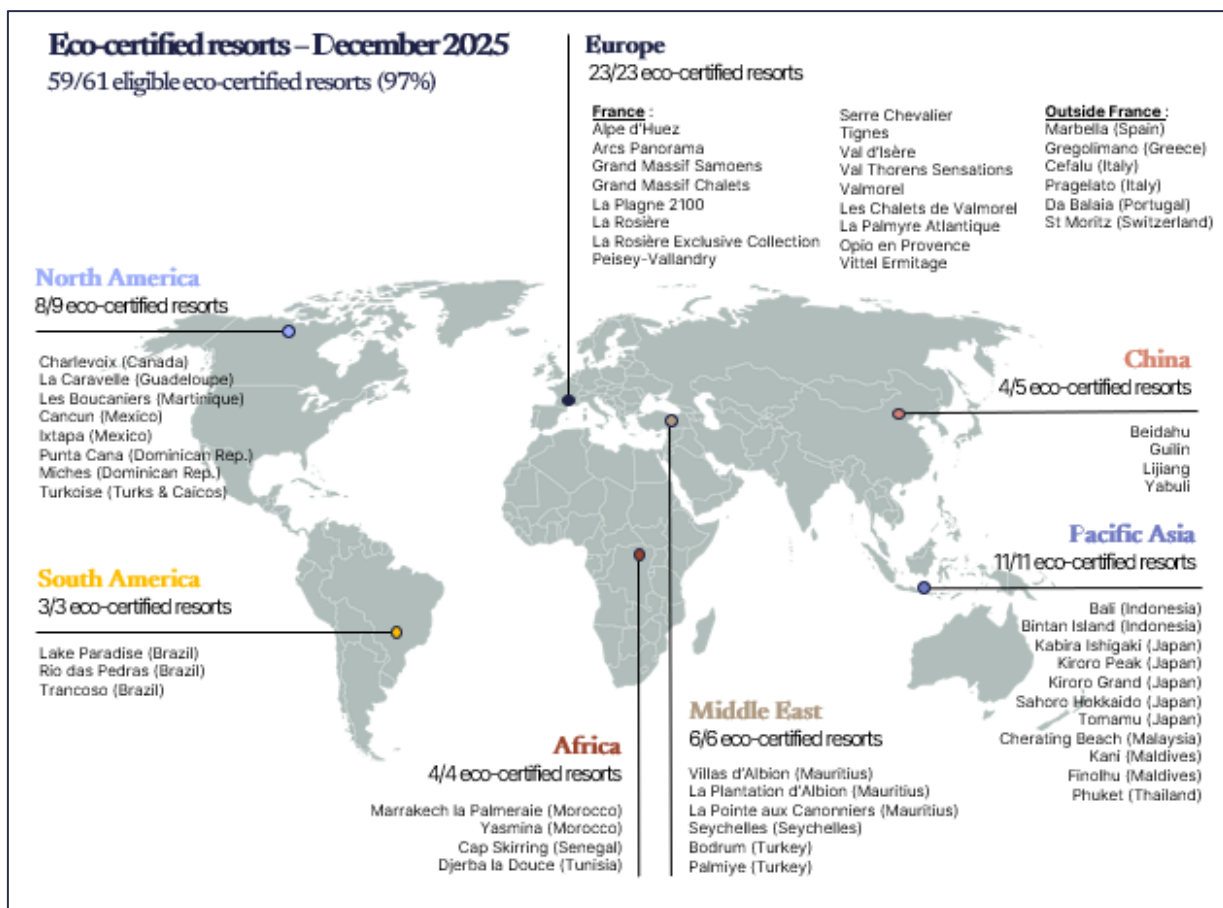 Eco-certified resorts – December 2025
59/61 eligible eco-certified resorts (97%)
Europe
23/23 eco-certified resorts
France :
Alpe d'Huez
Arcs Panorama
Grand Massif Samoens
Grand Massif Chalets
La Plagne 2100
La Rosière
La Rosière Exclusive Collection
Peisey-Vallandry
Serre Chevalier
Tignes
Val d'Isère
Val Thorens Sensations
Valmorel
Les Chalets de Valmorel
La Palmyre Atlantique
Opio en Provence
Vittel Ermitage
Outside France :
Marbella (Spain)
Gregolimano (Greece)
Cefalu (Italy)
Pragelato (Italy)
Da Balaia (Portugal)
St Moritz (Switzerland)
North America
8/9 eco-certified resorts
Charlevoix (Canada)
La Caravelle (Guadeloupe)
Les Boucaniers (Martinique)
Cancun (Mexico)
Ixtapa (Mexico)
Punta Cana (Dominican Rep.)
Miches (Dominican Rep.)
Turkoise (Turks & Caicos)
China
4/5 eco-certified resorts
Beidahu
Guilin
Lijiang
Yabuli
South America
3/3 eco-certified resorts
Lake Paradise (Brazil)
Rio das Pedras (Brazil)
Trancoso (Brazil)
Pacific Asia
11/11 eco-certified resorts
Bali (Indonesia)
Bintan Island (Indonesia)
Kabira Ishigaki (Japan)
Kiroro Peak (Japan)
Kiroro Grand (Japan)
Sahoro Hokkaido (Japan)
Tomamu (Japan)
Cherating Beach (Malaysia)
Kani (Maldives)
Finolhu (Maldives)
Phuket (Thailand)
Africa
4/4 eco-certified resorts
Marrakech la Palmeraie (Morocco)
Yasmina (Morocco)
Cap Skirring (Senegal)
Djerba la Douce (Tunisia)
Middle East
6/6 eco-certified resorts
Villas d'Albion (Mauritius)
La Plantation d'Albion (Mauritius)
La Pointe aux Canonniers (Mauritius)
Seychelles (Seychelles)
Bodrum (Turkey)
Palmiye (Turkey)